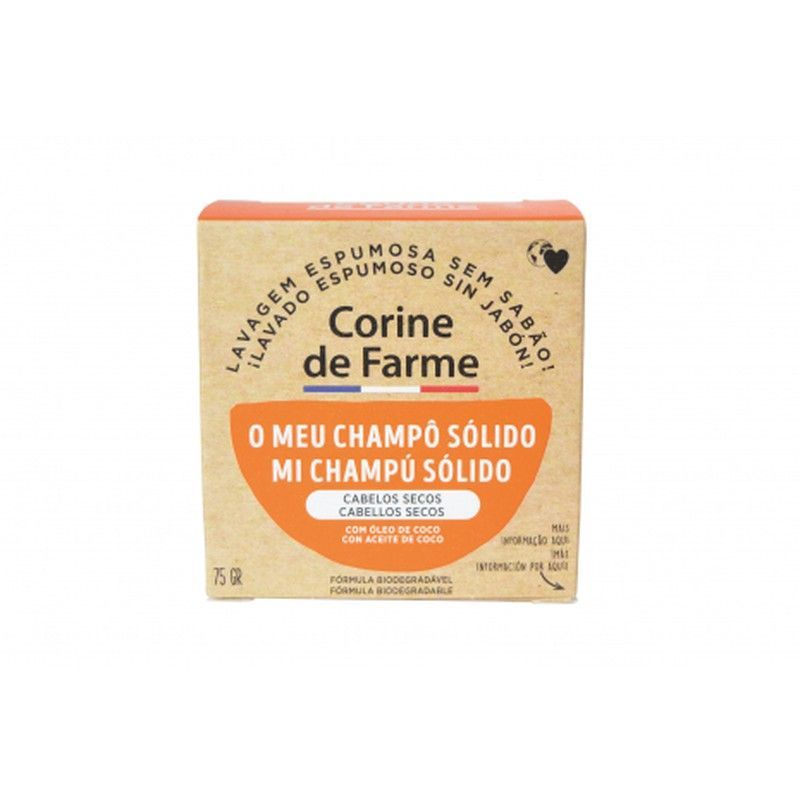 de Farme
LAVAGEM ESPUMOSA SEM SABÃO!
¡LAVADO ESPUMOSO SIN JABÓN!
Corine
de Farme
O MEU CHAMPÔ SÓLIDO
MI CHAMPÚ SÓLIDO
CABELOS SECOS
CABELLOS SECOS
COM ÓLEO DE COCO
CON ACEITE DE COCO
MAIS
INFORMAÇÃO AQUI
¡MÁS
INFORMACIÓN POR AQUÍ!
75 GR
FÓRMULA BIODEGRADÁVEL
FÓRMULA BIODEGRADABLE